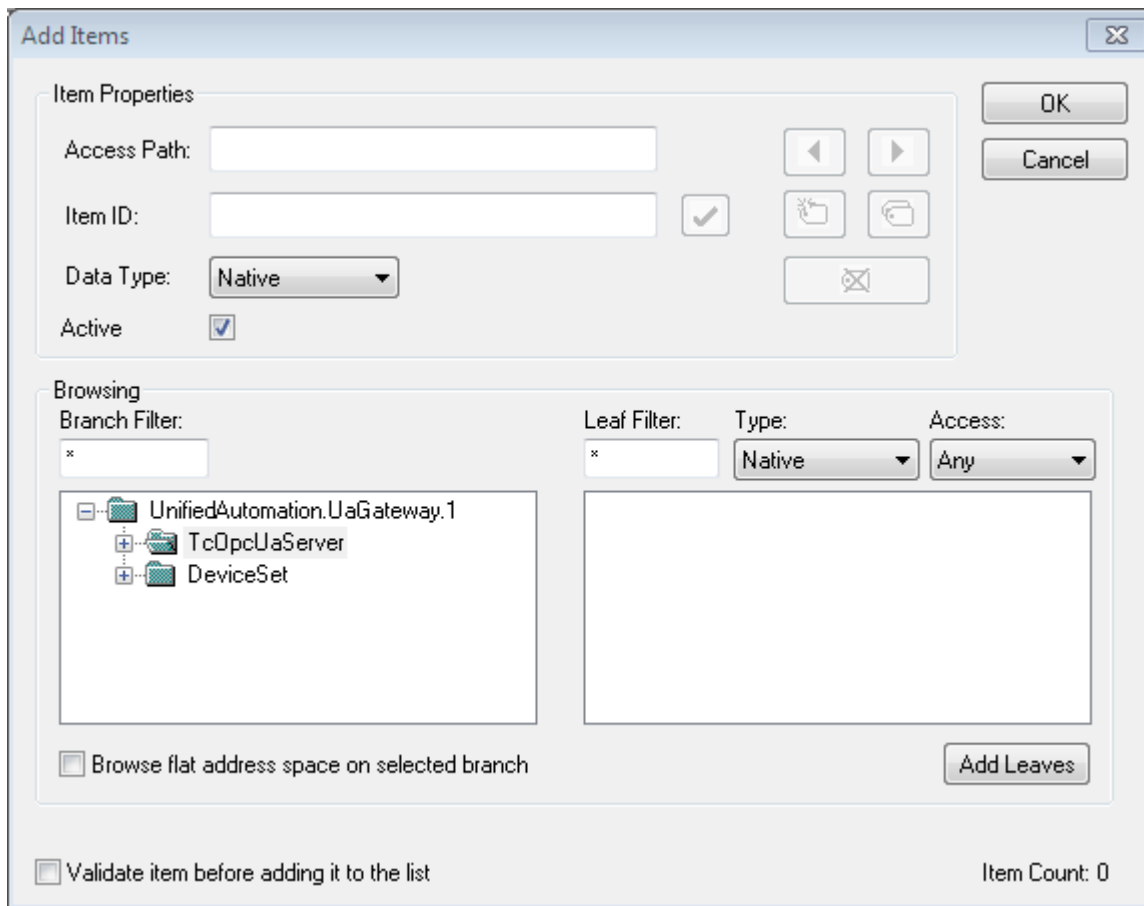 Add Items
Item Properties
OK
Access Path:
Cancel
Item ID:
Data Type: Native
Active
Browsing
Branch Filter: Leaf Filter: Type: Access:
* * Native Any
UnifiedAutomation.UaGateway.1
TcOpcUaServer
DeviceSet
Browse flat address space on selected branch Add Leaves
Validate item before adding it to the list Item Count: 0